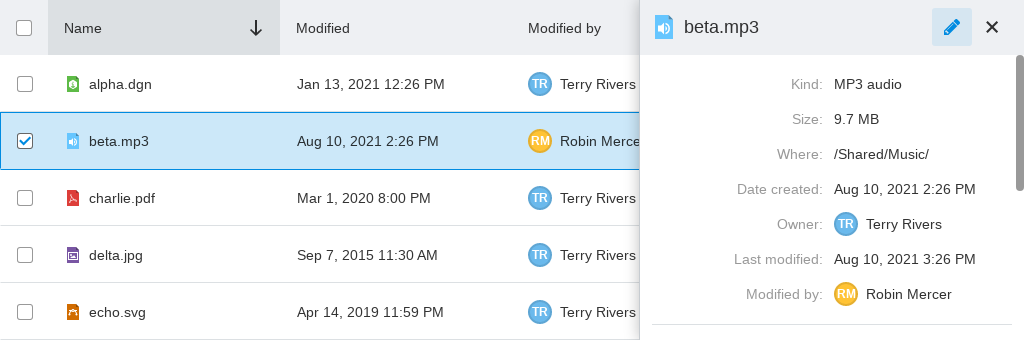 Name Modified Modified by
alpha.dgn Jan 13, 2021 12:26 PM TR Terry Rivers
beta.mp3 Aug 10, 2021 2:26 PM RM Robin Merce
charlie.pdf Mar 1, 2020 8:00 PM TR Terry Rivers
delta.jpg Sep 7, 2015 11:30 AM TR Terry Rivers
echo.svg Apr 14, 2019 11:59 PM TR Terry Rivers
beta.mp3
Kind: MP3 audio
Size: 9.7 MB
Where: /Shared/Music/
Date created: Aug 10, 2021 2:26 PM
Owner: TR Terry Rivers
Last modified: Aug 10, 2021 3:26 PM
Modified by: RM Robin Mercer